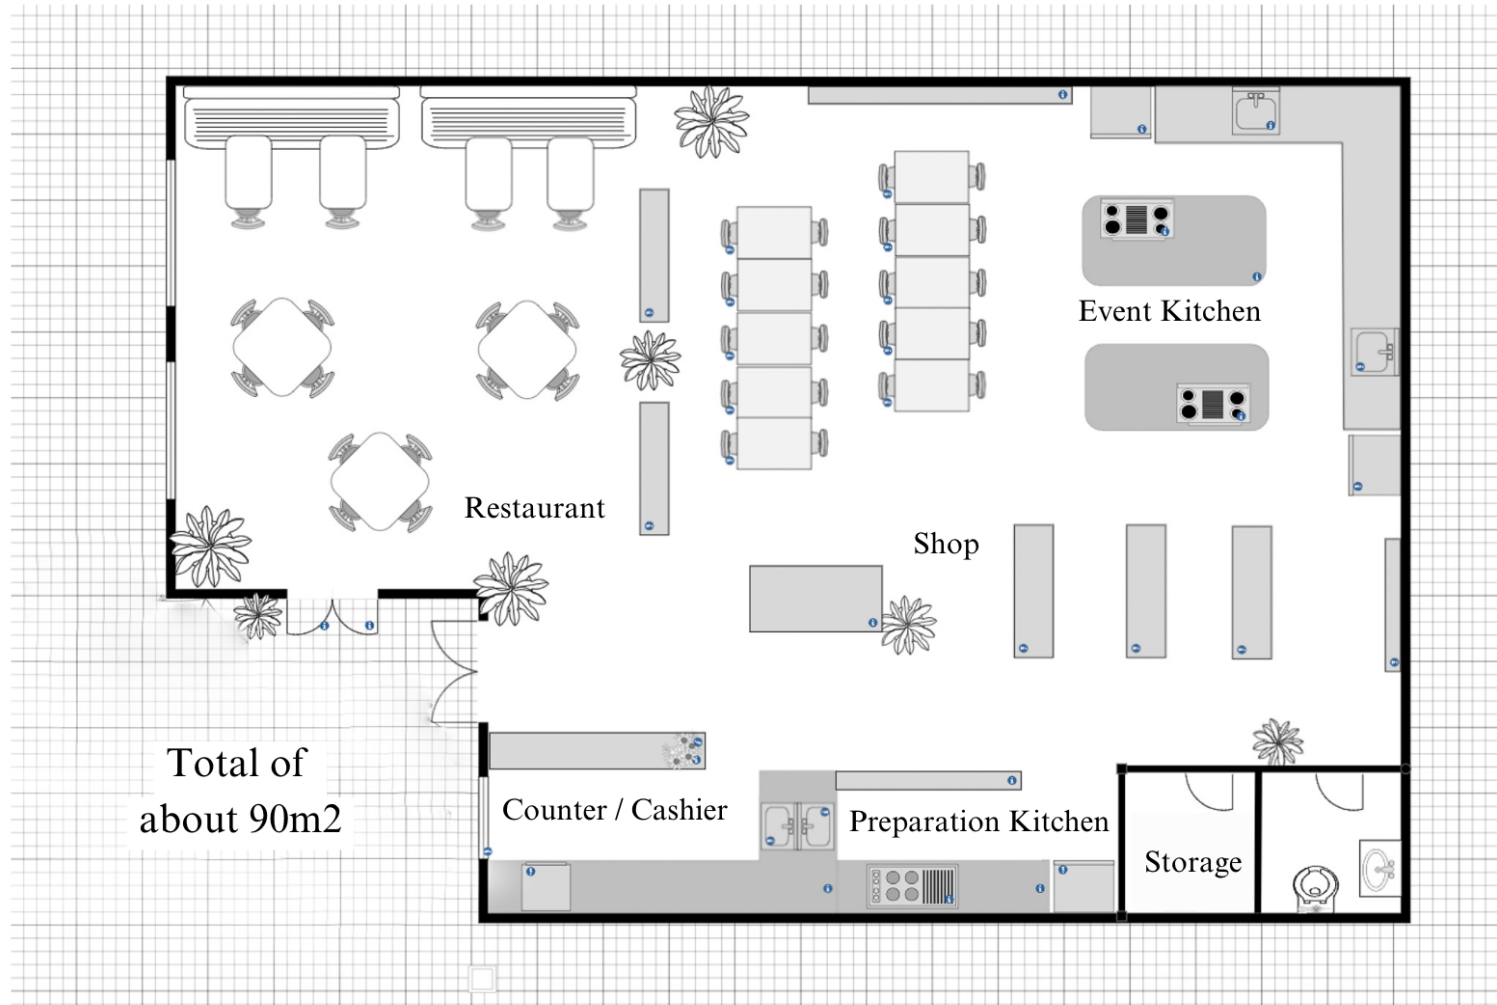 Event Kitchen
Restaurant
Shop
Total of
about 90m2
Counter / Cashier
Preparation Kitchen
Storage